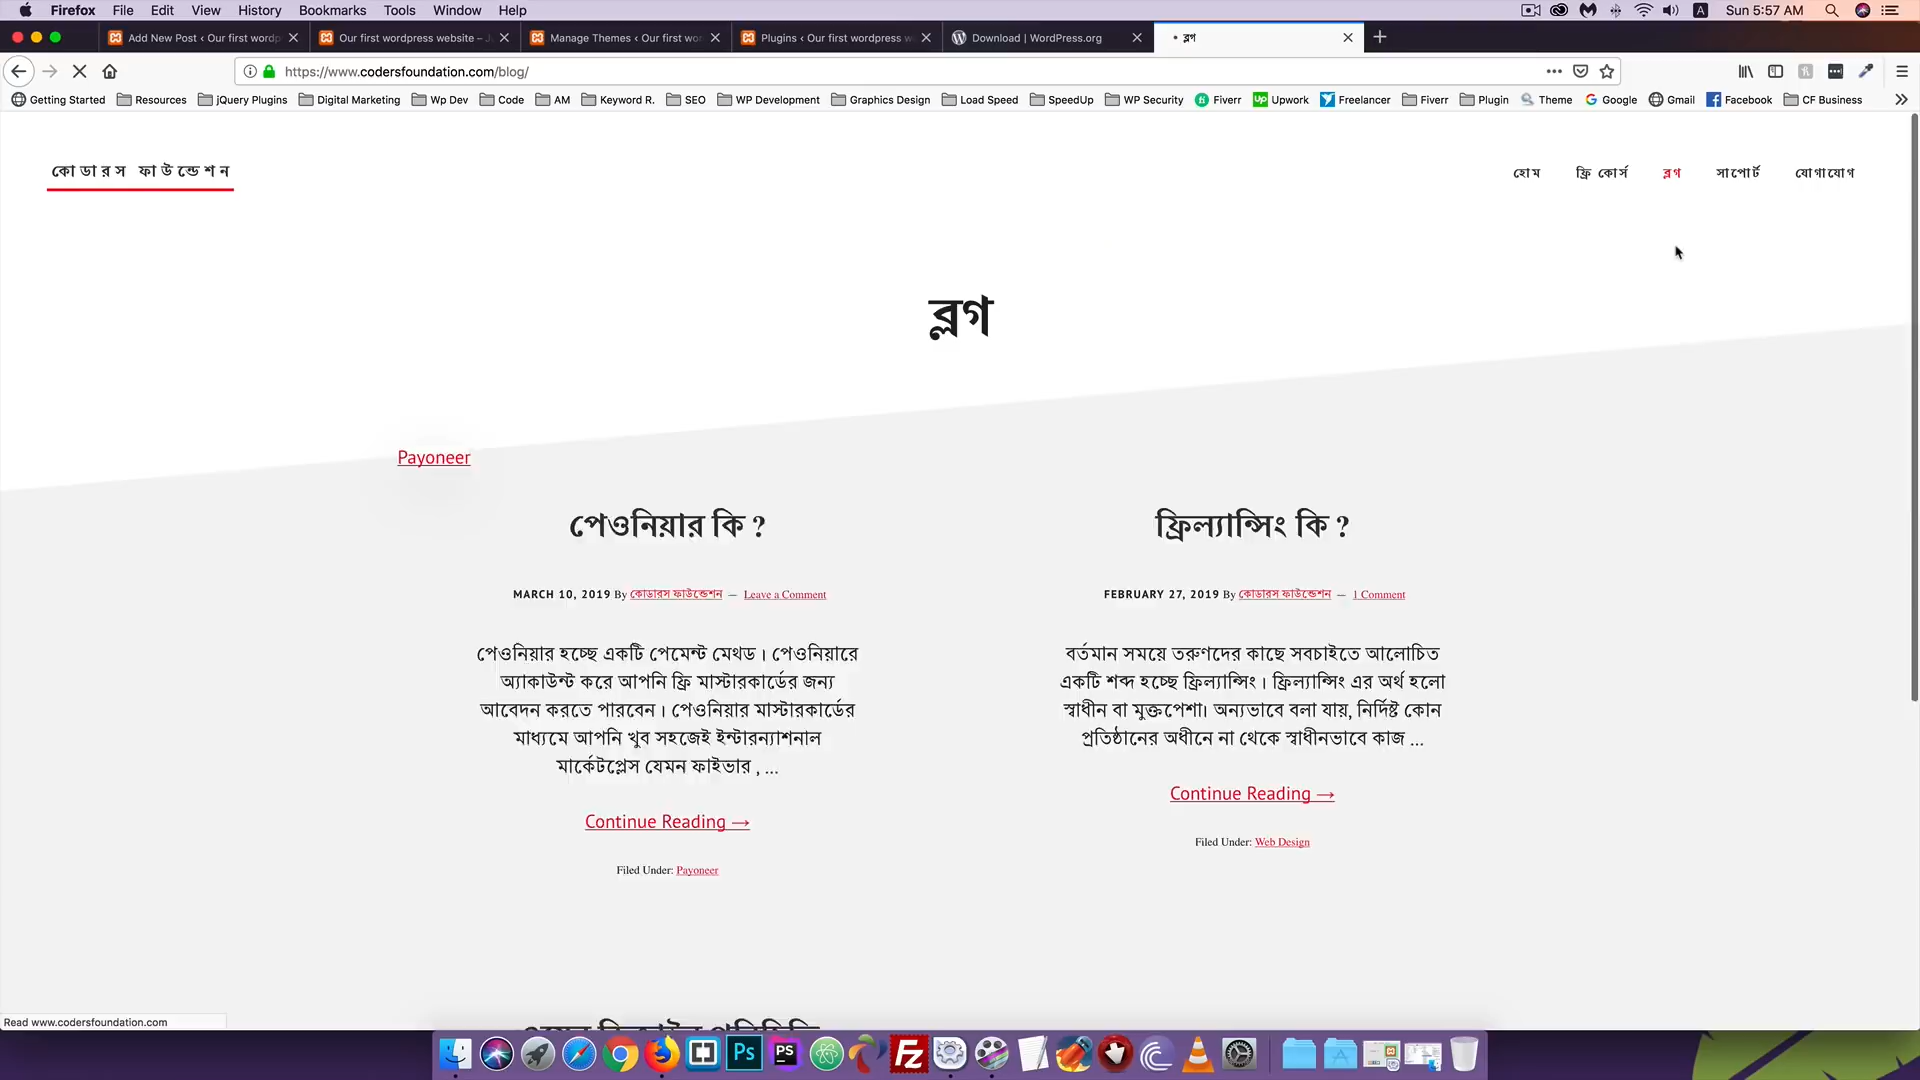 Firefox File Edit View History Bookmarks Tools Window Help Sun 5:57 AM
Add New Post ‹ Our first wordp Our first wordpress website – Manage Themes ‹ Our first wo Plugins ‹ Our first wordpress w Download | WordPress.org ব্লগ
https://www.codersfoundation.com/blog/
Getting Started Resources jQuery Plugins Digital Marketing Wp Dev Code AM Keyword R. SEO WP Development Graphics Design Load Speed SpeedUp WP Security Fiverr Upwork Freelancer Fiverr Plugin Theme Google Gmail Facebook CF Business
কোডারস ফাউন্ডেশন
হোম ফ্রি কোর্স ব্লগ সাপোর্ট যোগাযোগ
ব্লগ
Payoneer
পেওনিয়ার কি ?
MARCH 10, 2019 By কোডারস ফাউন্ডেশন — Leave a Comment
পেওনিয়ার হচ্ছে একটি পেমেন্ট মেথড। পেওনিয়ারে
অ্যাকাউন্ট করে আপনি ফ্রি মাস্টারকার্ডের জন্য
আবেদন করতে পারবেন। পেওনিয়ার মাস্টারকার্ডের
মাধ্যমে আপনি খুব সহজেই ইন্টারন্যাশনাল
মার্কেটপ্লেস যেমন ফাইভার , ...
Continue Reading →
Filed Under: Payoneer
ফ্রিল্যান্সিং কি ?
FEBRUARY 27, 2019 By কোডারস ফাউন্ডেশন — 1 Comment
বর্তমান সময়ে তরুণদের কাছে সবচাইতে আলোচিত
একটি শব্দ হচ্ছে ফ্রিল্যান্সিং। ফ্রিল্যান্সিং এর অর্থ হলো
স্বাধীন বা মুক্তপেশা। অন্যভাবে বলা যায়, নির্দিষ্ট কোন
প্রতিষ্ঠানের অধীনে না থেকে স্বাধীনভাবে কাজ ...
Continue Reading →
Filed Under: Web Design
Read www.codersfoundation.com
Ps PS Fz